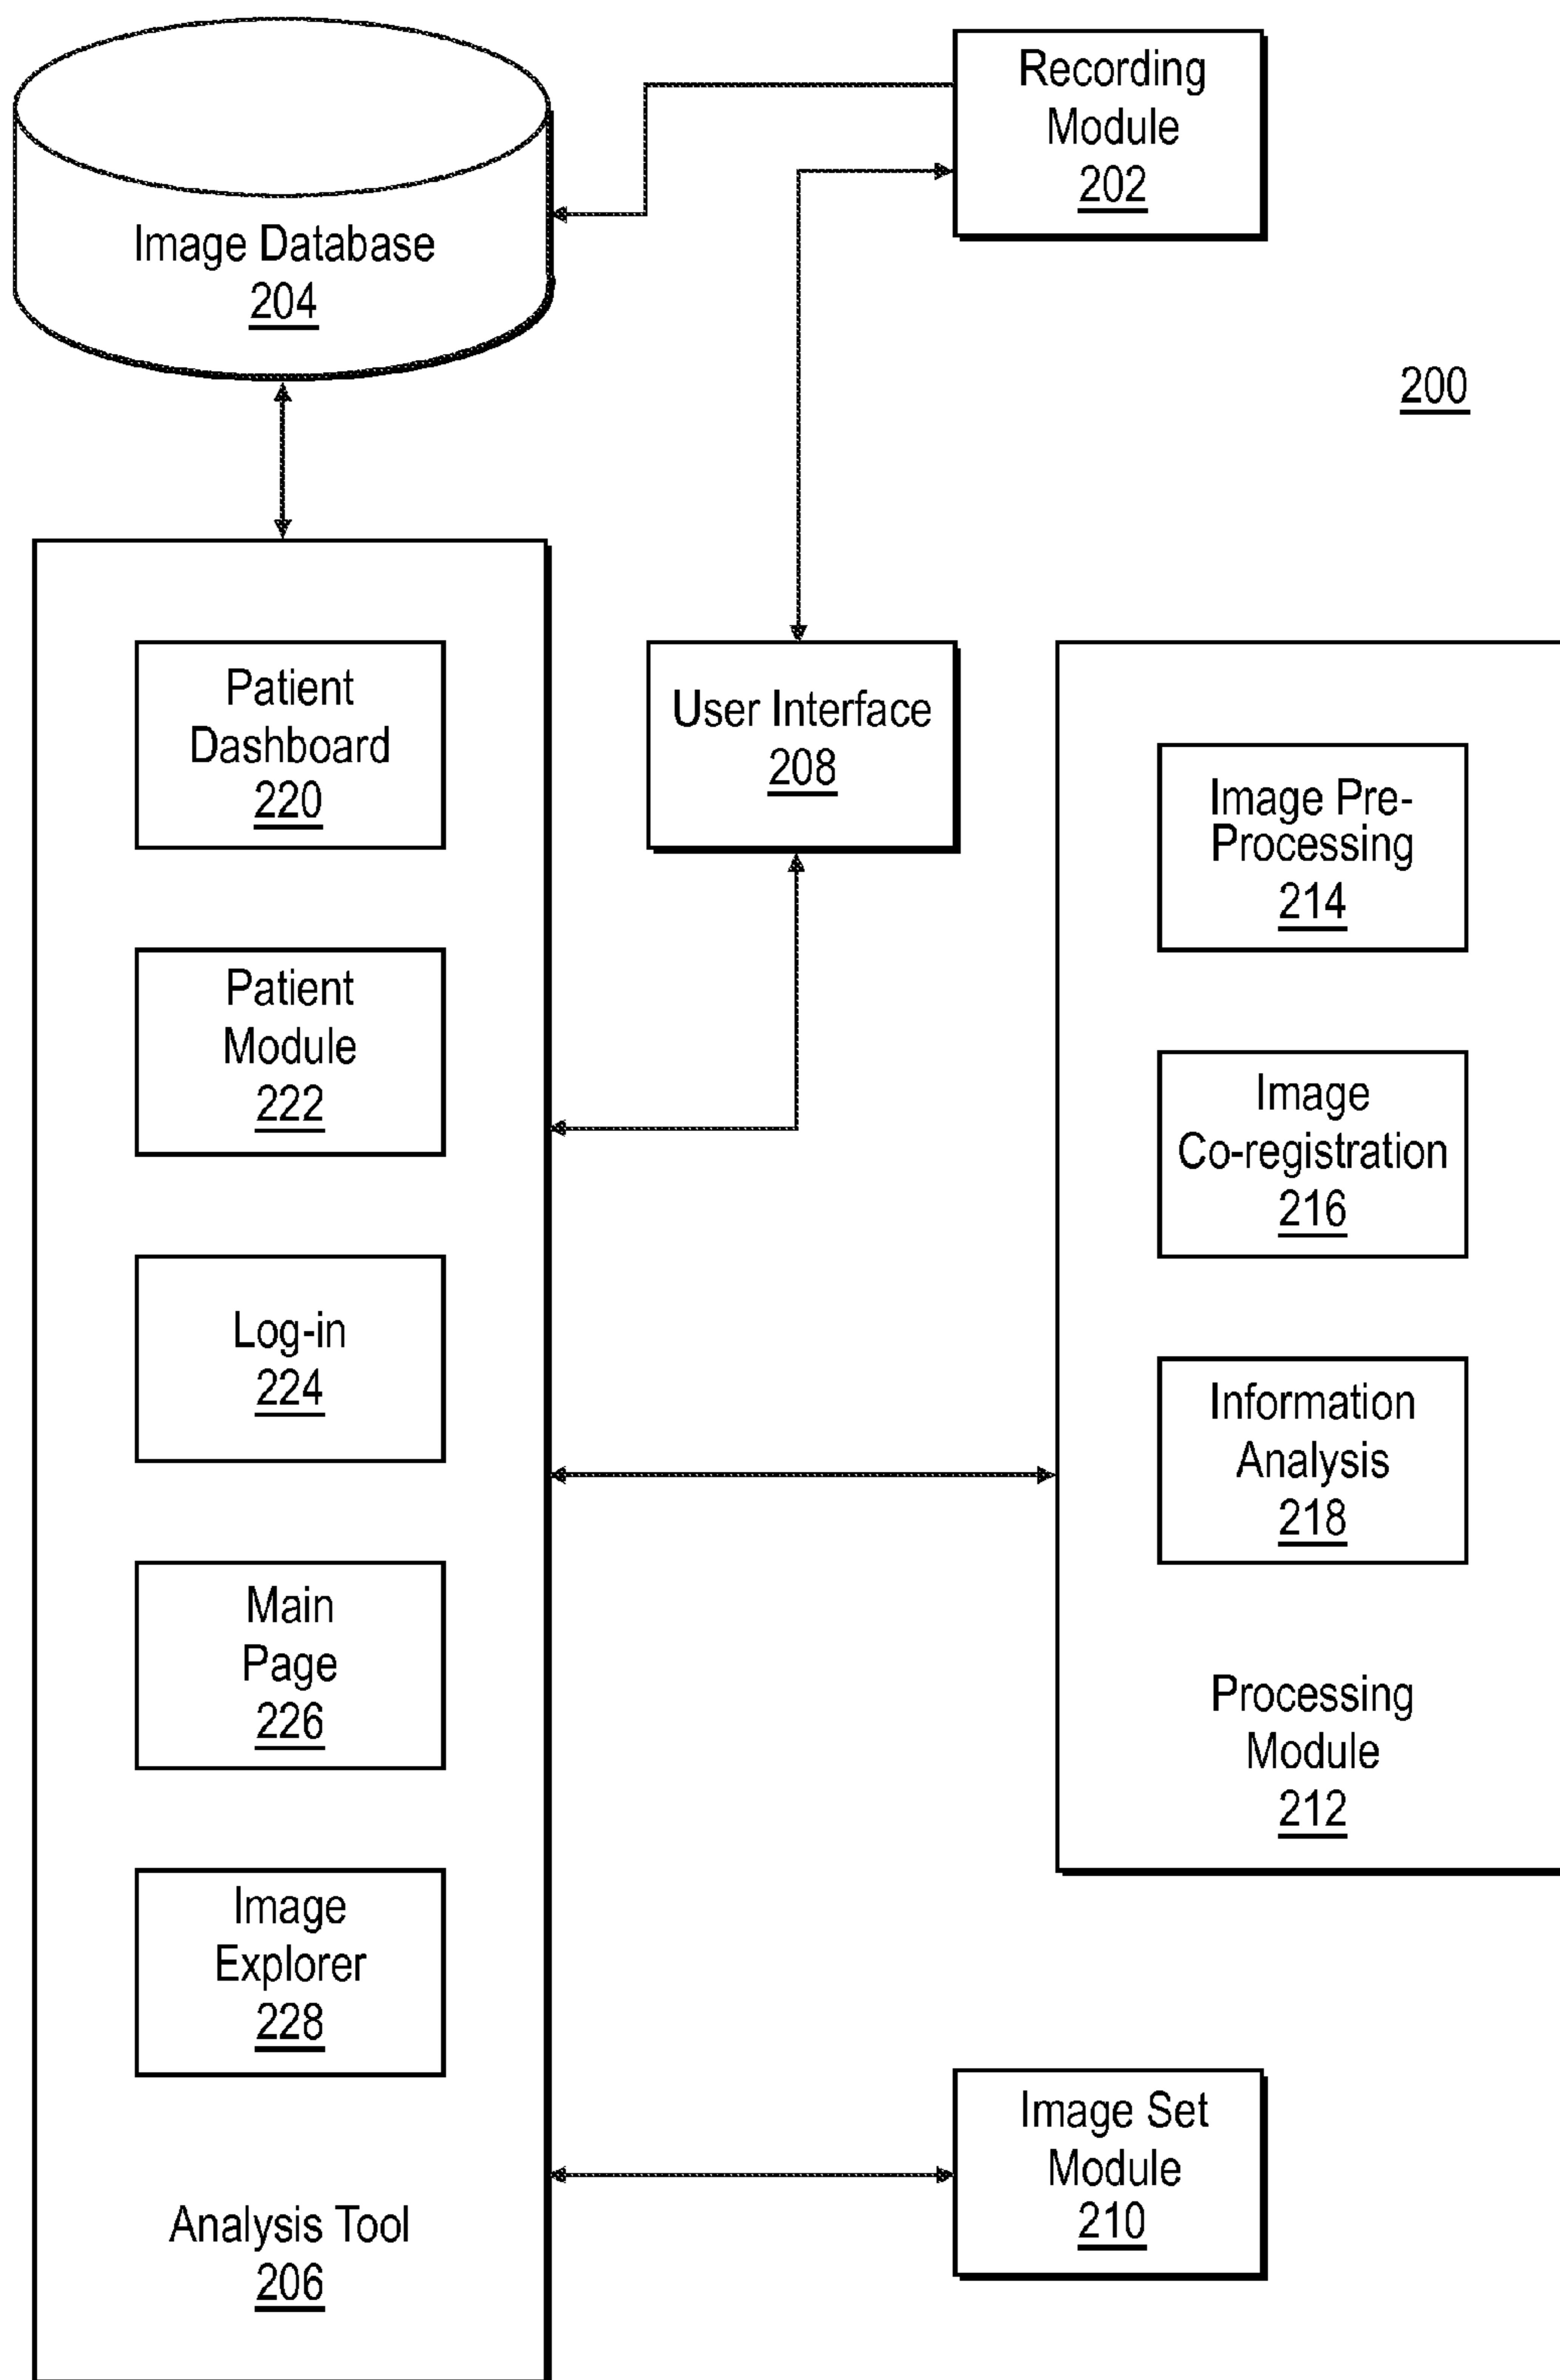 Recording
Module
202
Image Database
204
200
Patient
Dashboard
220
User Interface
208
Image Pre-
Processing
214
Patient
Module
222
Image
Co-registration
216
Log-in
224
Information
Analysis
218
Main
Page
226
Processing
Module
212
Image
Explorer
228
Image Set
Module
210
Analysis Tool
206